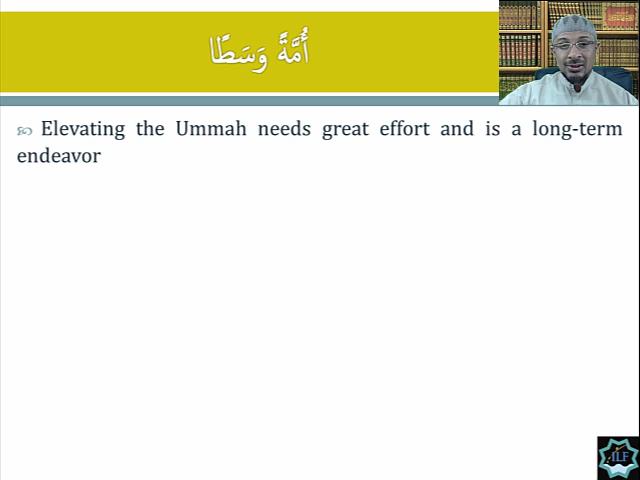 أُمَّةً وَسَطًا
Elevating the Ummah needs great effort and is a long-term
endeavor
ILF